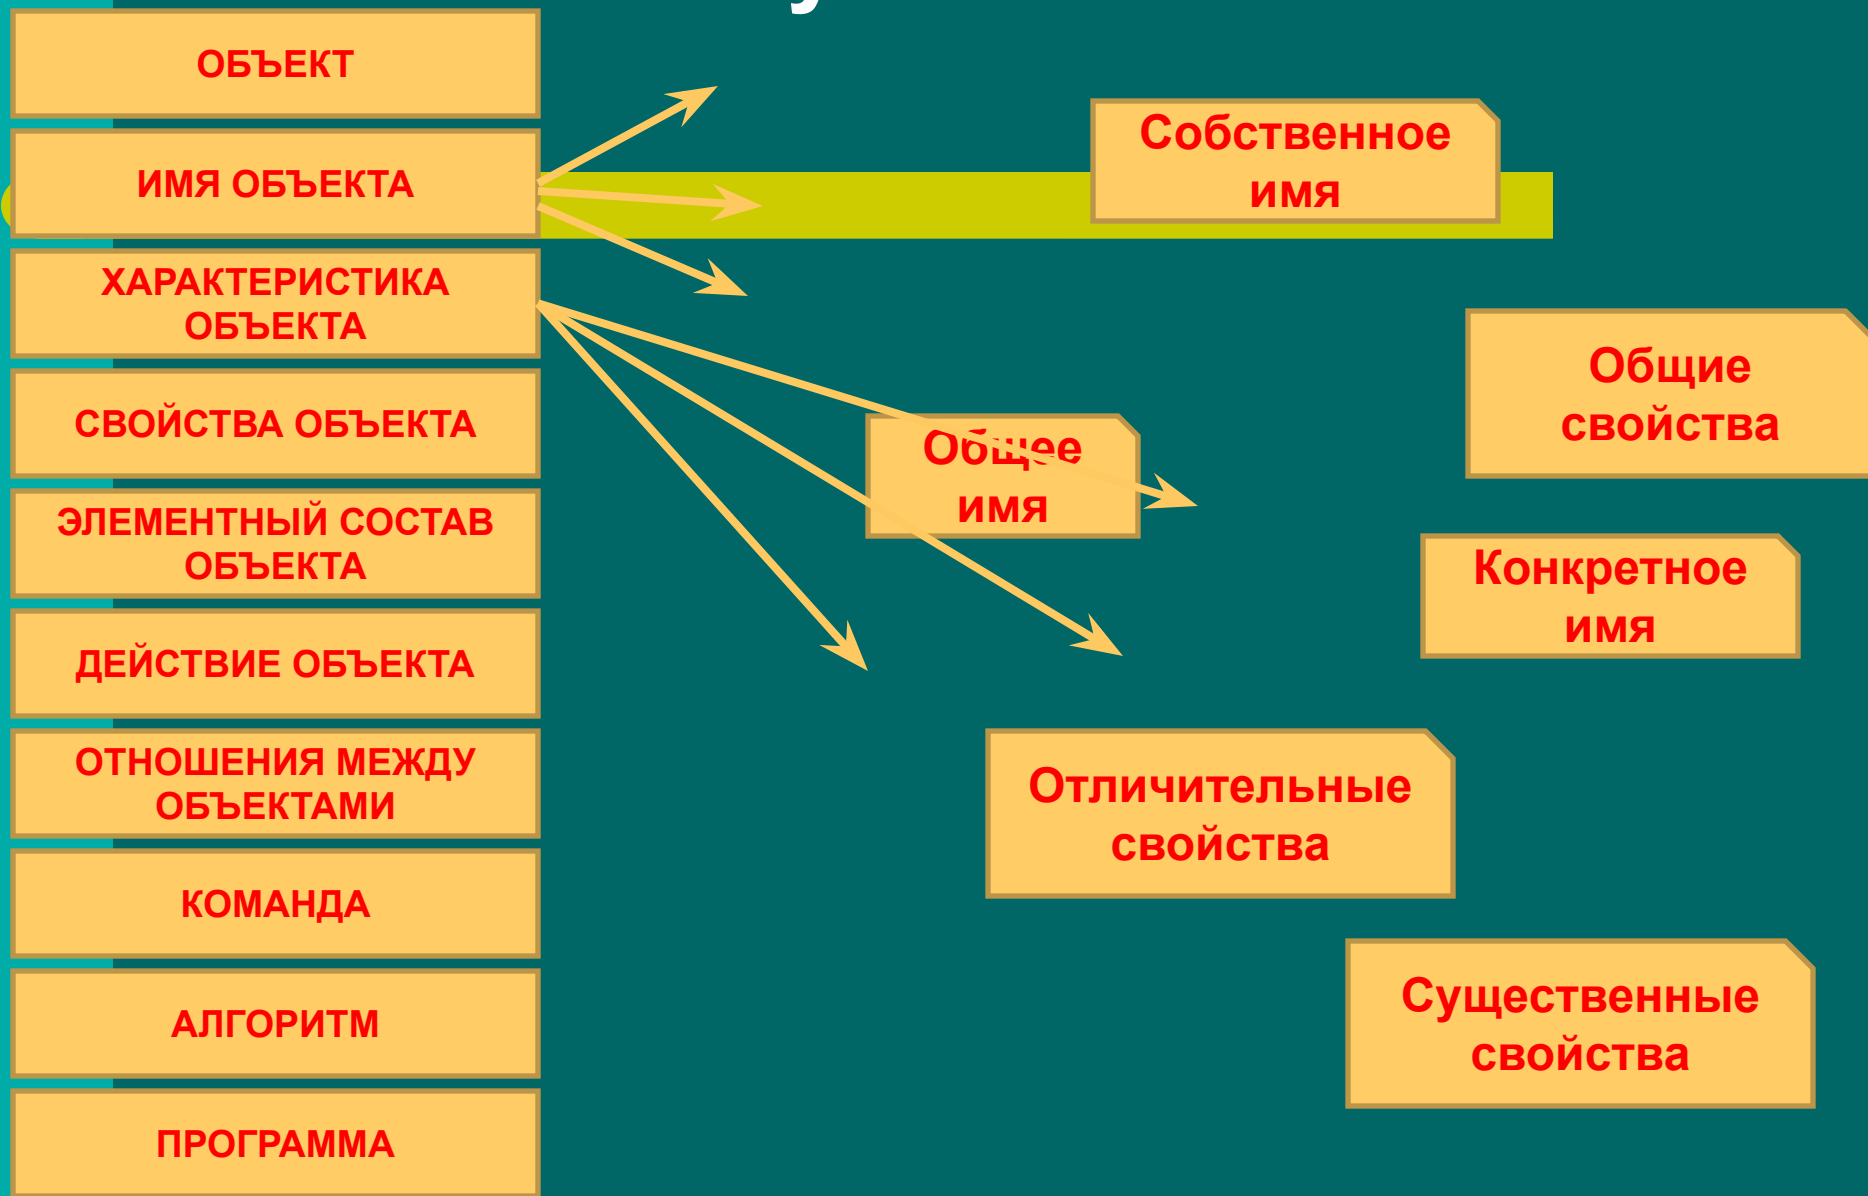 ОБЪЕКТ
ИМЯ ОБЪЕКТА
ХАРАКТЕРИСТИКА
ОБЪЕКТА
СВОЙСТВА ОБЪЕКТА
ЭЛЕМЕНТНЫЙ СОСТАВ
ОБЪЕКТА
ДЕЙСТВИЕ ОБЪЕКТА
ОТНОШЕНИЯ МЕЖДУ
ОБЪЕКТАМИ
КОМАНДА
АЛГОРИТМ
ПРОГРАММА
Собственное
имя
Общие
свойства
Общее
имя
Конкретное
имя
Отличительные
свойства
Существенные
свойства